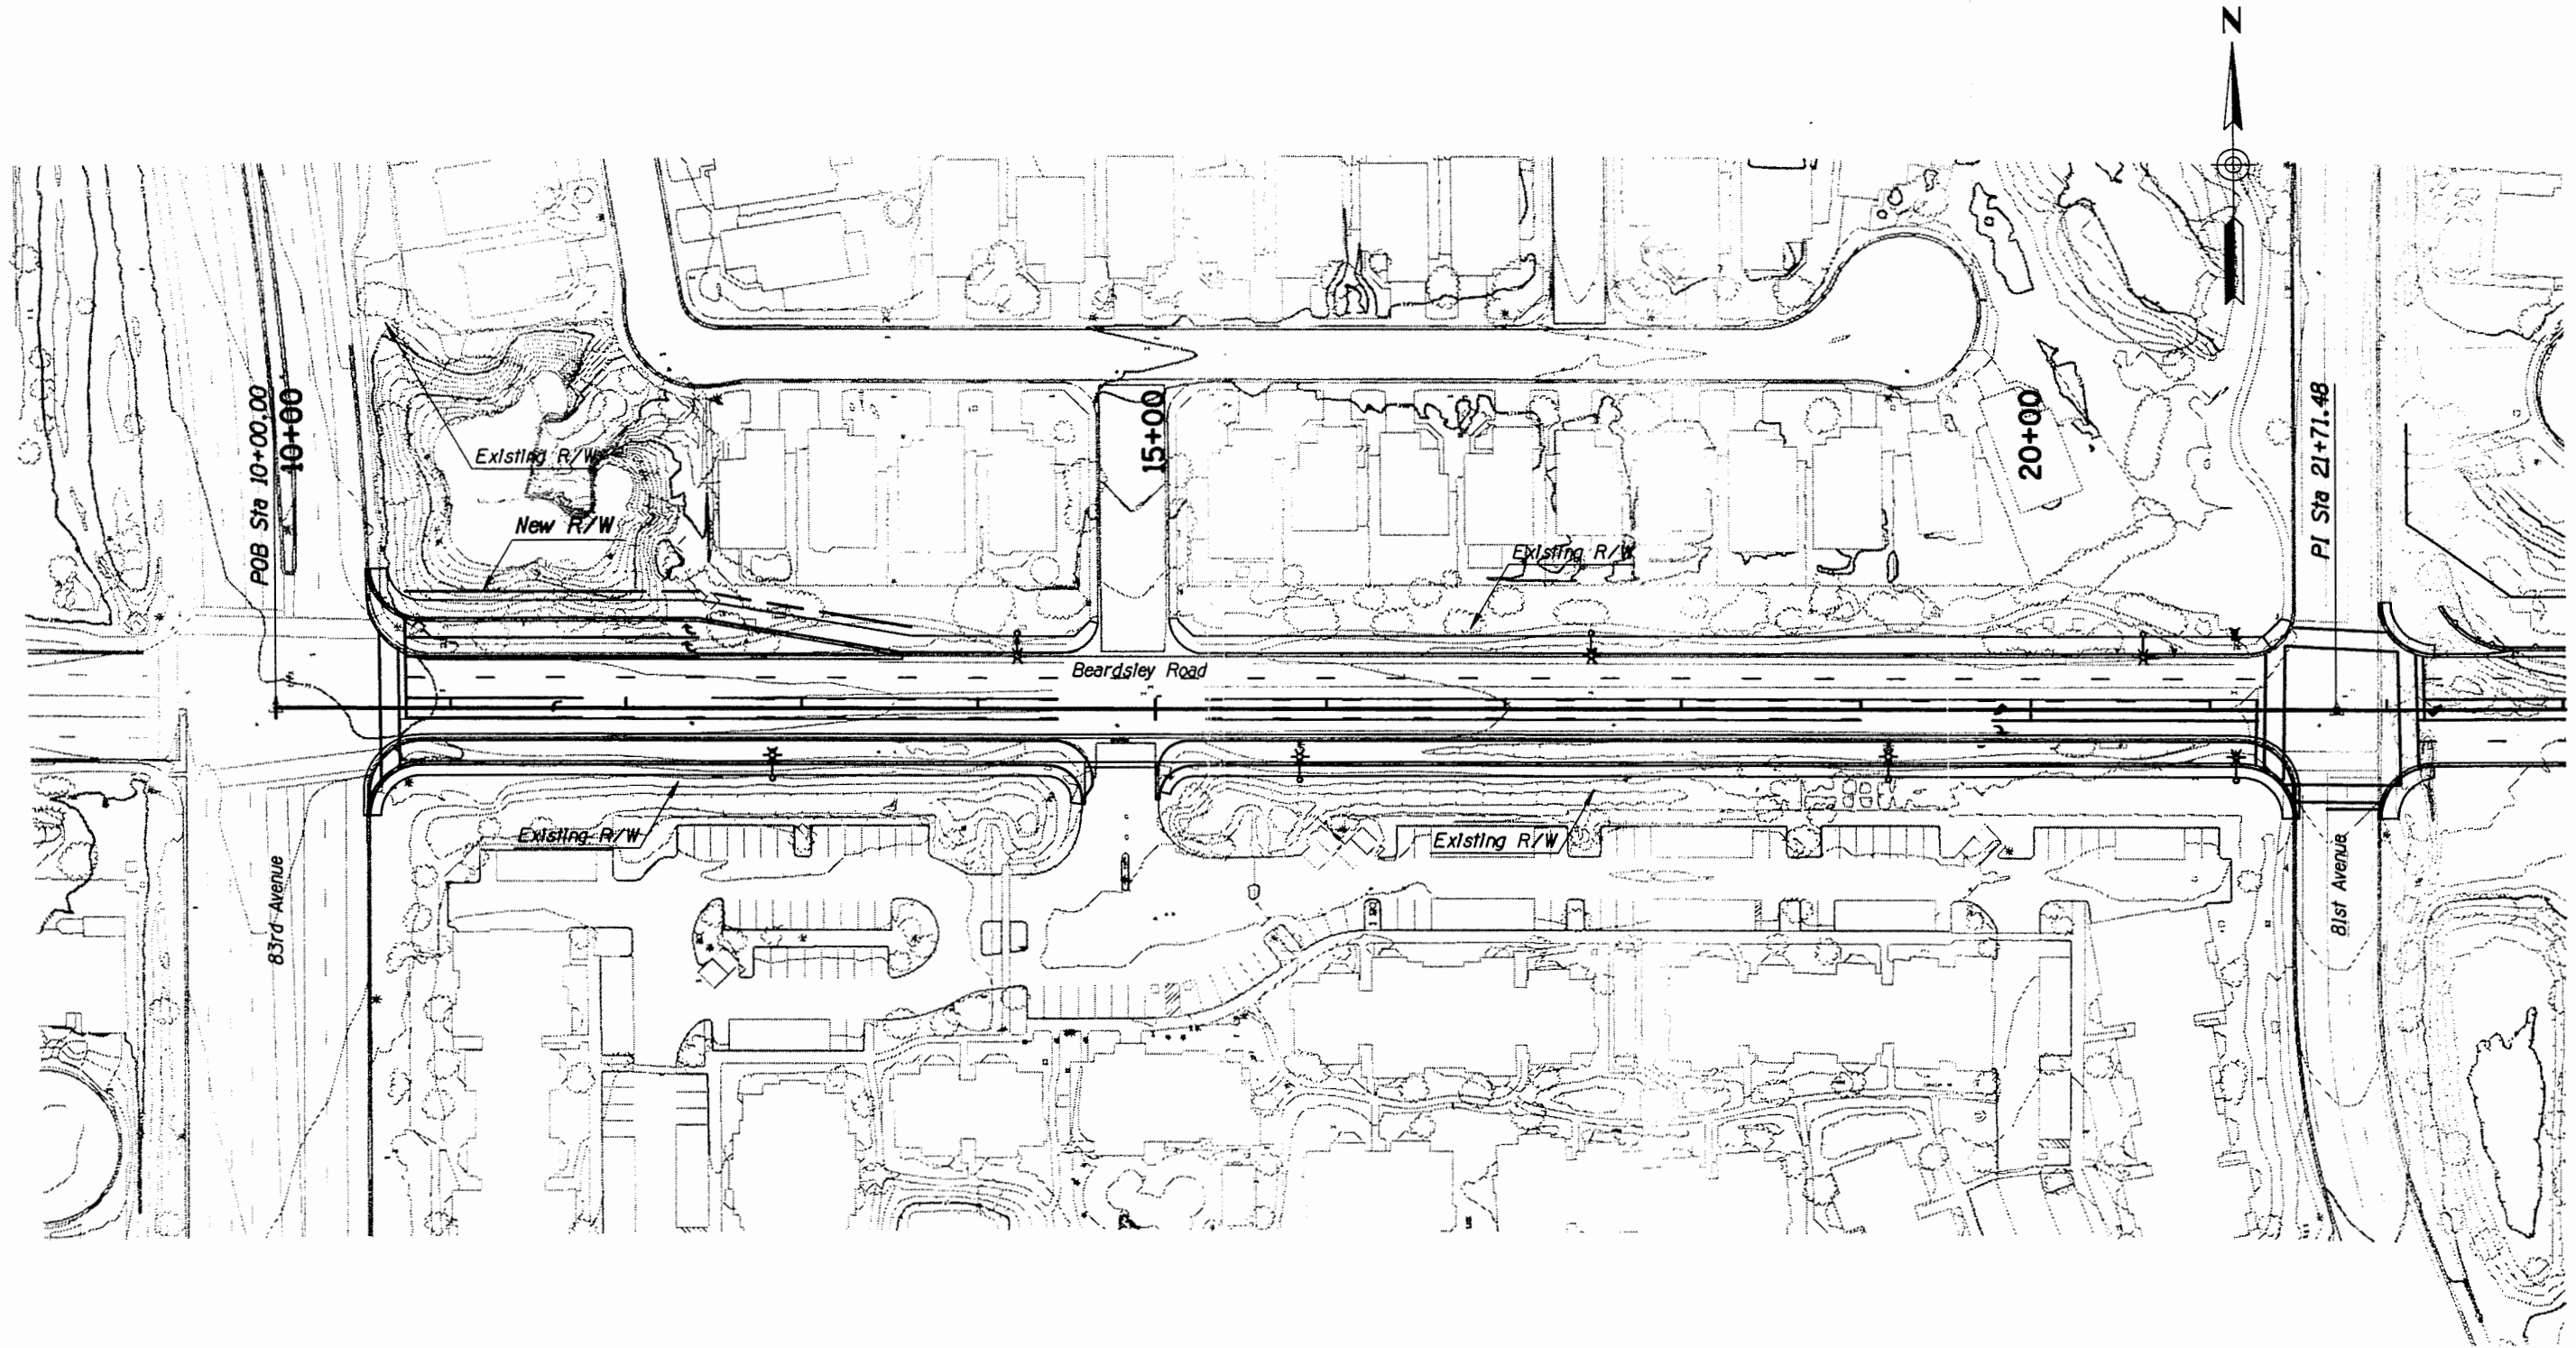 N
POB Sta 10+00.00
10+00
15+00
20+00
PI Sta 21+71.48
Existing R/W
New R/W
Existing R/W
Beardsley Road
Existing R/W
Existing R/W
83rd Avenue
81st Avenue